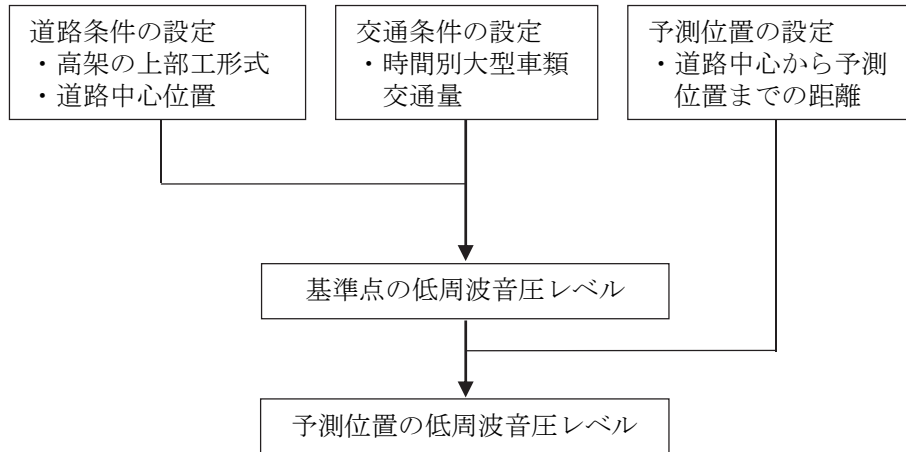 道路条件の設定
・高架の上部工形式
・道路中心位置
交通条件の設定
・時間別大型車類
交通量
予測位置の設定
・道路中心から予測
位置までの距離
基準点の低周波音圧レベル
予測位置の低周波音圧レベル